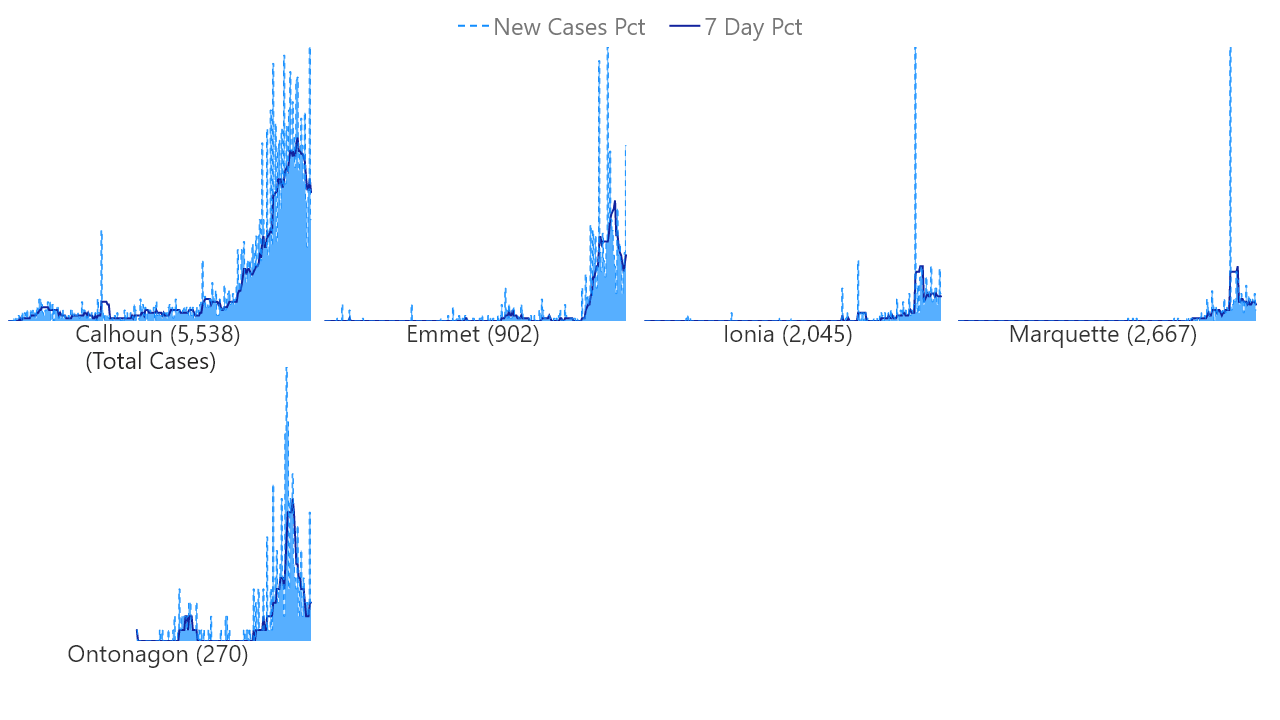 New Cases Pct 7 Day Pct
Calhoun (5,538)
(Total Cases)
Emmet (902)
Ionia (2,045)
Marquette (2,667)
Ontonagon (270)